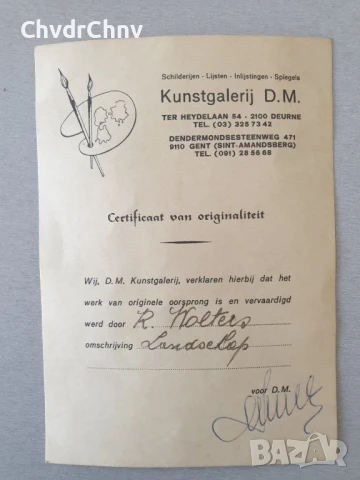 ChvdrChnv
Schilderijen - Lijsten - Inlijstingen - Spiegels
Kunstgalerij D.M.
TER HEYDELAAN 54 - 2100 DEURNE
TEL. (03) 325 73 42
DENDERMONDSESTEENWEG 471
9110 GENT (SINT-AMANDSBERG)
TEL. (091) 28 56 68
Certificaat van originaliteit
Wij, D.M. Kunstgalerij, verklaren hierbij dat het
werk van originele oorsprong is en vervaardigd
werd door R. Wolters
omschrijving Landschap
voor D.M.
BAZAR